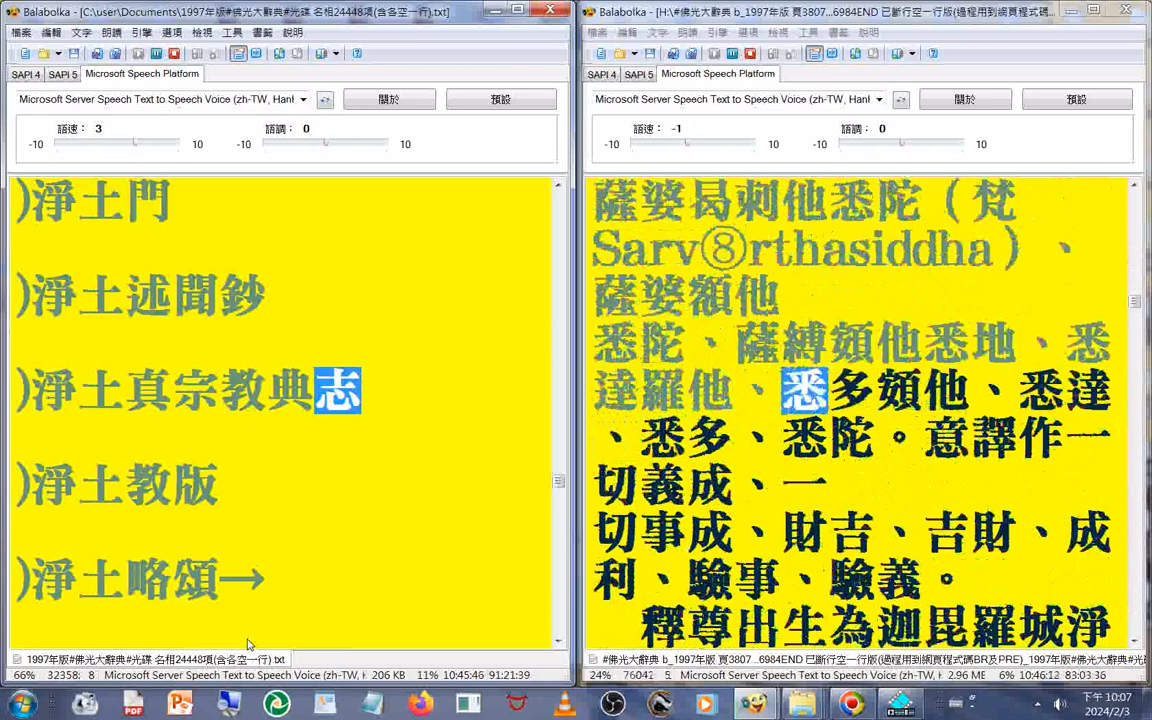 Balabolka - [C:\user\Documents\1997年版#佛光大辭典#光碟 名相24448項(含各空一行).txt]
檔案 編輯 文字 朗讀 引擎 選項 檢視 工具 書籤 說明
SAPI 4 SAPI 5 Microsoft Speech Platform
Microsoft Server Speech Text to Speech Voice (zh-TW, Hanl
關於 預設
語速： 3 語調： 0
-10 10 -10 10
)淨土門
)淨土述聞鈔
)淨土真宗教典志
)淨土教版
)淨土略頌→
1997年版#佛光大辭典#光碟 名相24448項(含各空一行).txt
66% 32358: 8 Microsoft Server Speech Text to Speech Voice (zh-TW, H 206 KB 11% 10:45:46 91:21:39
Balabolka - [H:\#佛光大辭典 b_1997年版 頁3807...6984END 已斷行空一行版(過程用到網頁程式碼...
檔案 編輯 文字 朗讀 引擎 選項 檢視 工具 書籤 說明
SAPI 4 SAPI 5 Microsoft Speech Platform
Microsoft Server Speech Text to Speech Voice (zh-TW, Hanl
關於 預設
語速： -1 語調： 0
-10 10 -10 10
薩婆曷剌他悉陀（梵
Sarv⑧rthasiddha）、
薩婆額他
悉陀、薩縛頞他悉地、悉
達羅他、悉多頞他、悉達
、悉多、悉陀。意譯作一
切義成、一
切事成、財吉、吉財、成
利、驗事、驗義。
釋尊出生為迦毘羅城淨
#佛光大辭典 b_1997年版 頁3807...6984END 已斷行空一行版(過程用到網頁程式碼BR及PRE)_1997年版#佛光
24% 76042 Microsoft Server Speech Text to Speech Voice (zh-TW, H 2.96 MB 6% 10:46:12 83:03:36
下午 10:07
2024/2/3